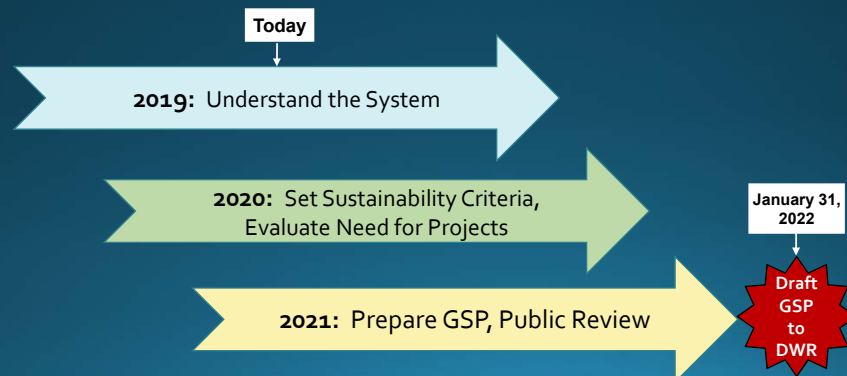 Today
2019: Understand the System
2020: Set Sustainability Criteria,
Evaluate Need for Projects
January 31,
2022
2021: Prepare GSP, Public Review
Draft
GSP
to
DWR